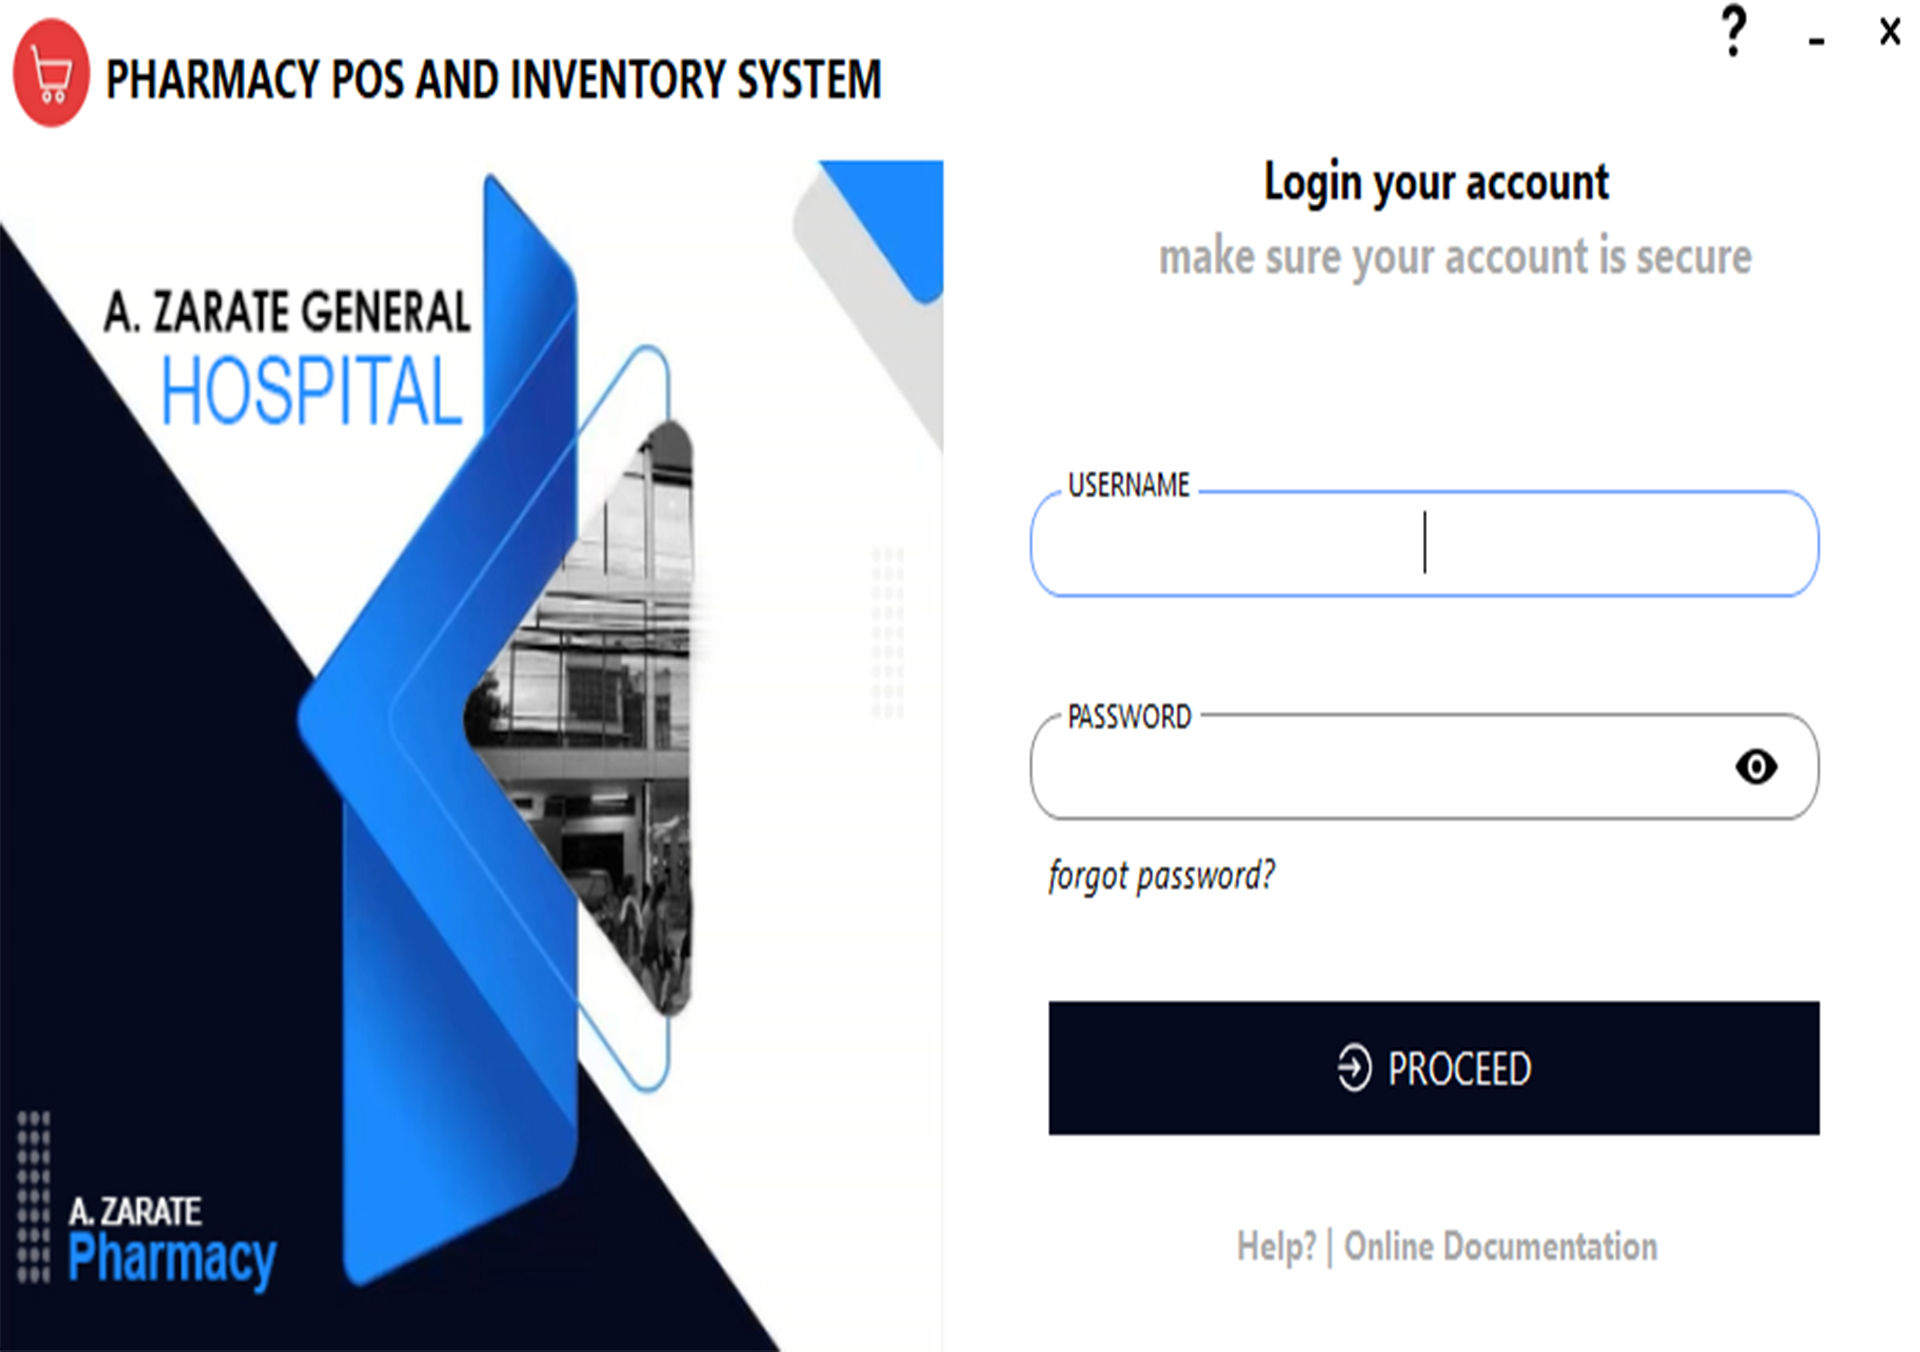 PHARMACY POS AND INVENTORY SYSTEM
? - x
A. ZARATE GENERAL
HOSPITAL
A. ZARATE
Pharmacy
Login your account
make sure your account is secure
USERNAME
PASSWORD
forgot password?
PROCEED
Help? | Online Documentation